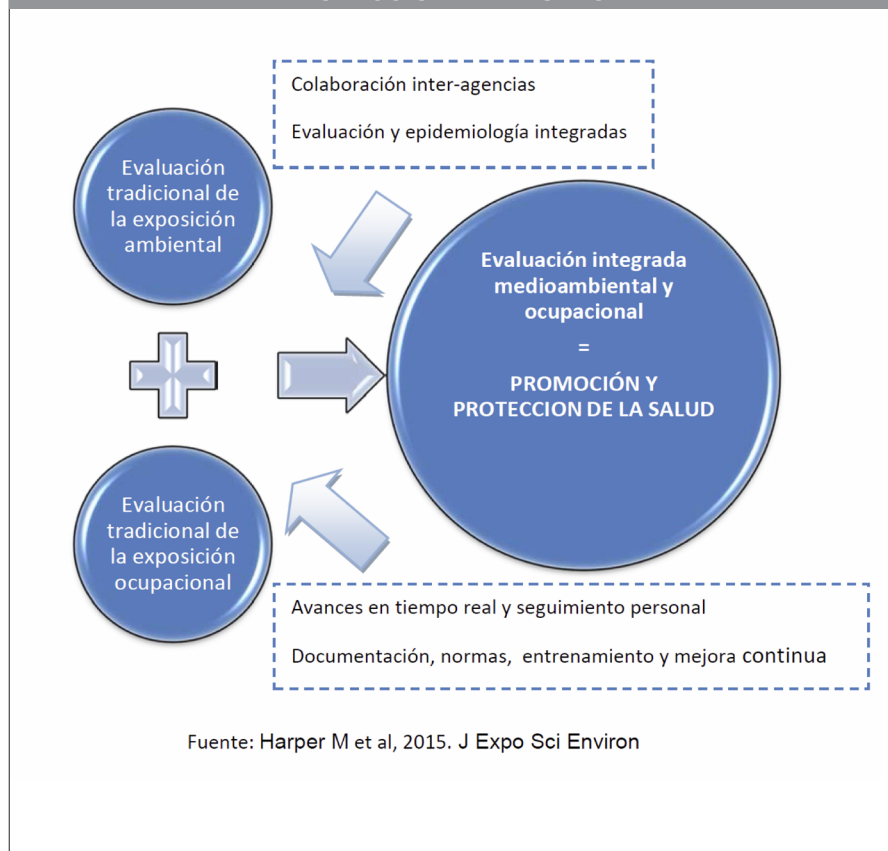 Colaboración inter-agencias
Evaluación y epidemiología integradas
Evaluación
tradicional de
la exposición
ambiental
Evaluación integrada
medioambiental y
ocupacional
=
PROMOCIÓN Y
PROTECCION DE LA SALUD
Evaluación
tradicional de
la exposición
ocupacional
Avances en tiempo real y seguimiento personal
Documentación, normas, entrenamiento y mejora continua
Fuente: Harper M et al, 2015. J Expo Sci Environ